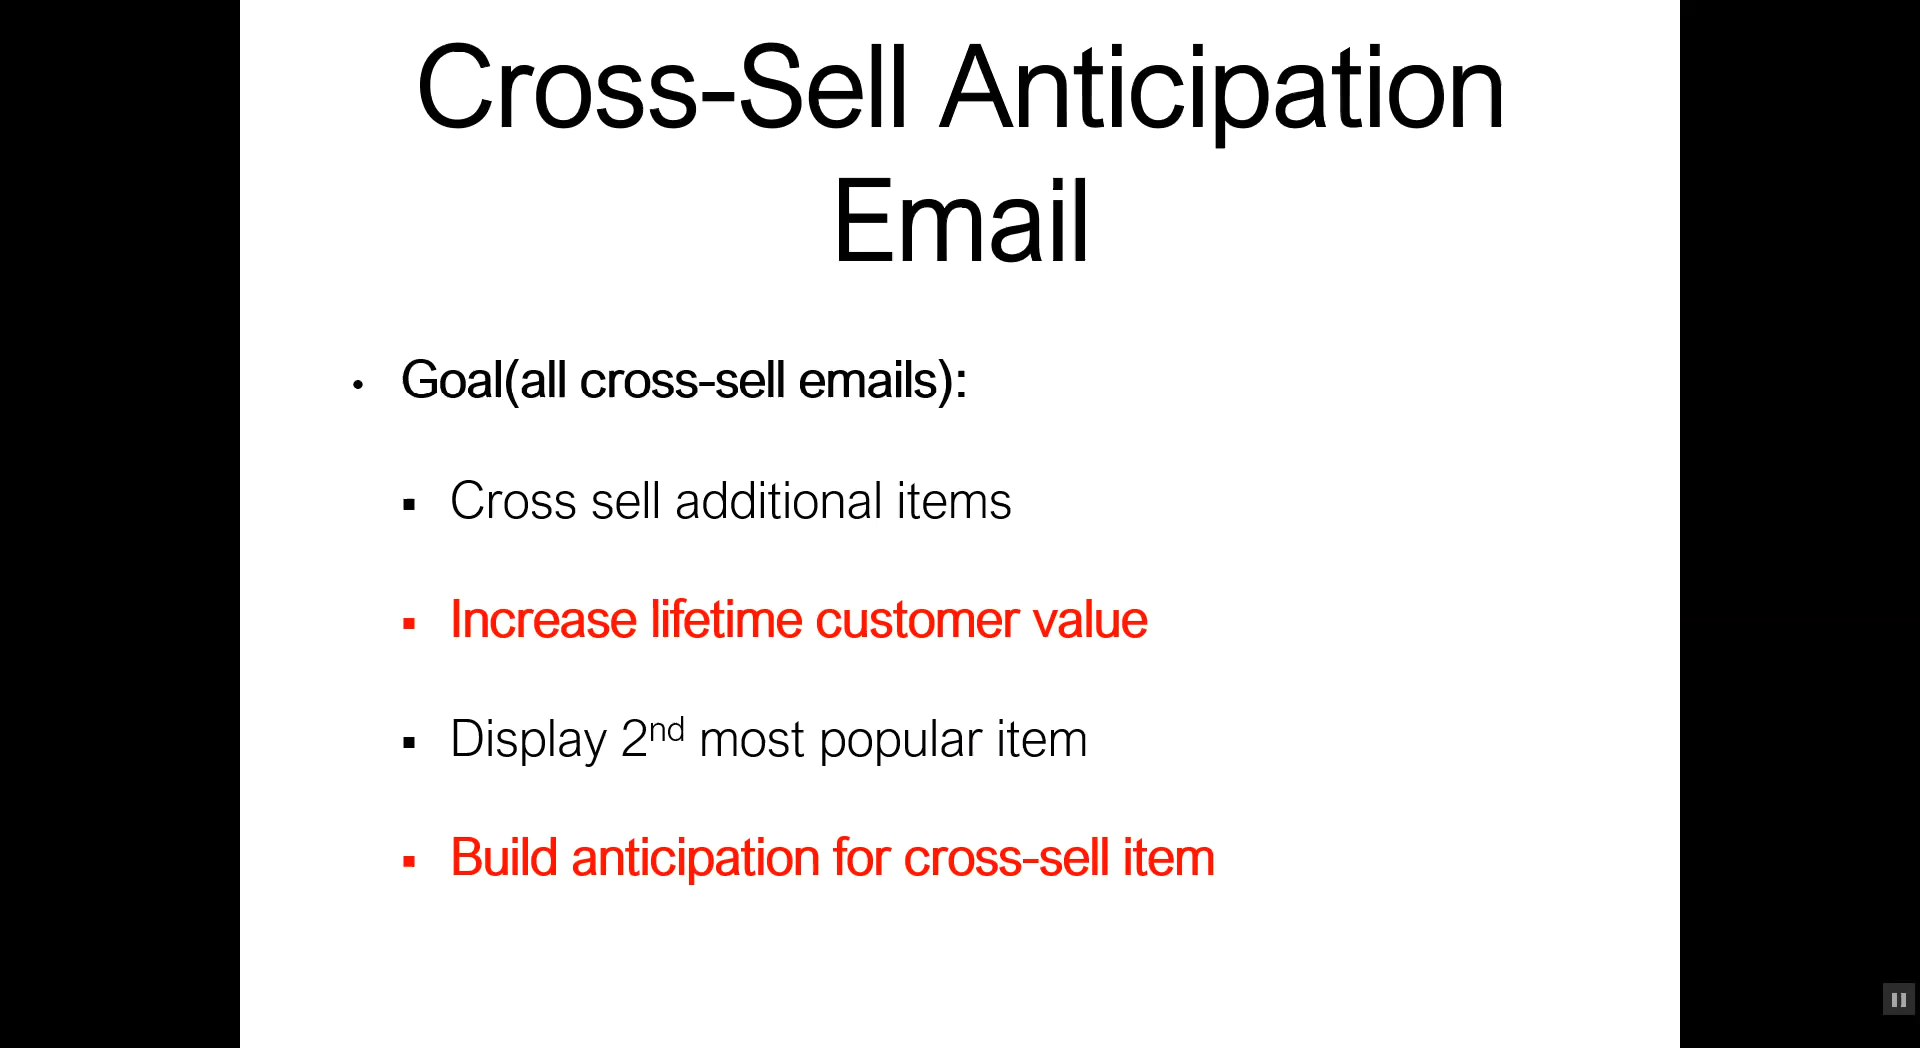 Cross-Sell Anticipation
Email
• Goal(all cross-sell emails):
▪ Cross sell additional items
▪ Increase lifetime customer value
▪ Display 2nd most popular item
▪ Build anticipation for cross-sell item